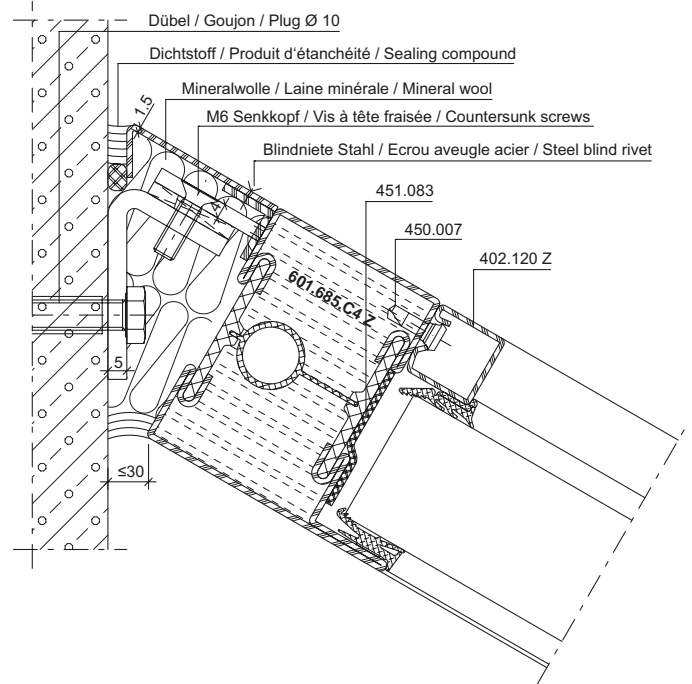 Dübel / Goujon / Plug Ø 10
Dichtstoff / Produit d‘étanchéité / Sealing compound
Mineralwolle / Laine minérale / Mineral wool
1.5
M6 Senkkopf / Vis à tête fraisée / Countersunk screws
Blindniete Stahl / Ecrou aveugle acier / Steel blind rivet
451.083
4
450.007
402.120 Z
601.685.C4 Z
5
≤30